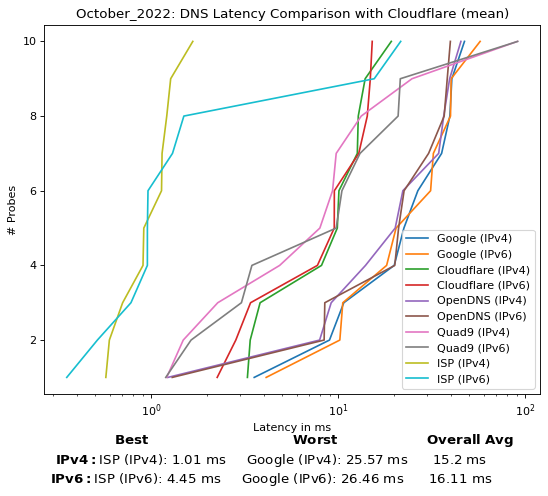 October_2022: DNS Latency Comparison with Cloudflare (mean)
10
8
6
4
2
# Probes
Google (IPv4)
Google (IPv6)
Cloudflare (IPv4)
Cloudflare (IPv6)
OpenDNS (IPv4)
OpenDNS (IPv6)
Quad9 (IPv4)
Quad9 (IPv6)
ISP (IPv4)
ISP (IPv6)
10⁰ 10¹ 10²
Latency in ms
Best Worst Overall Avg
IPv4: ISP (IPv4): 1.01 ms Google (IPv4): 25.57 ms 15.2 ms
IPv6: ISP (IPv6): 4.45 ms Google (IPv6): 26.46 ms 16.11 ms